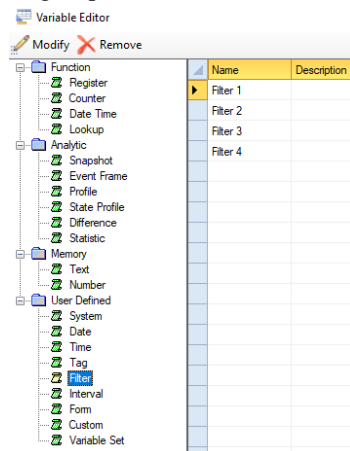 Variable Editor
Modify Remove
Function
Register
Counter
Date Time
Lookup
Analytic
Snapshot
Event Frame
Profile
State Profile
Difference
Statistic
Memory
Text
Number
User Defined
System
Date
Time
Tag
Filter
Interval
Form
Custom
Variable Set
Name Description
Filter 1
Filter 2
Filter 3
Filter 4